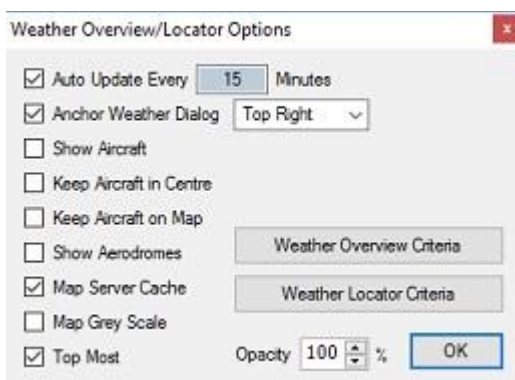 Weather Overview/Locator Options x
Auto Update Every 15 Minutes
Anchor Weather Dialog Top Right
Show Aircraft
Keep Aircraft in Centre
Keep Aircraft on Map
Show Aerodromes Weather Overview Criteria
Map Server Cache Weather Locator Criteria
Map Grey Scale
Top Most Opacity 100 % OK